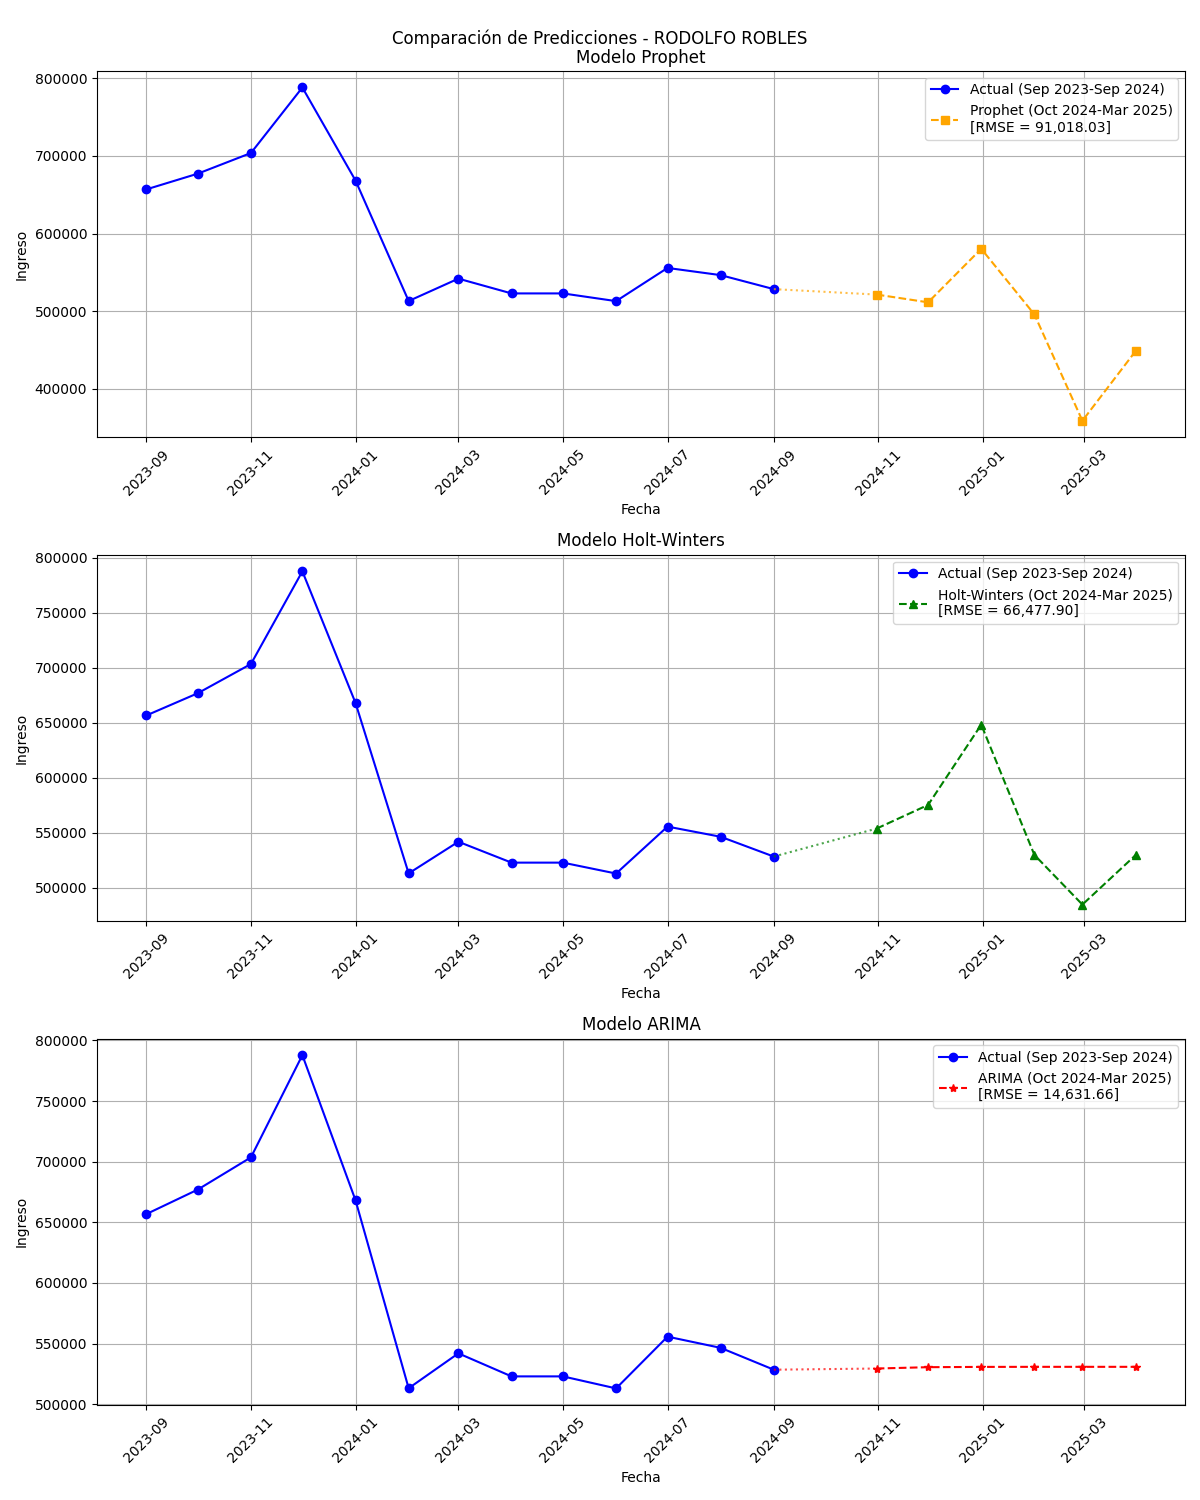 Comparación de Predicciones - RODOLFO ROBLES
Modelo Prophet
800000
700000
600000
500000
400000
Ingreso
Actual (Sep 2023-Sep 2024)
Prophet (Oct 2024-Mar 2025)
[RMSE = 91,018.03]
2023-09
2023-11
2024-01
2024-03
2024-05
2024-07
2024-09
2024-11
2025-01
2025-03
Fecha
Modelo Holt-Winters
800000
750000
700000
650000
600000
550000
500000
Ingreso
Actual (Sep 2023-Sep 2024)
Holt-Winters (Oct 2024-Mar 2025)
[RMSE = 66,477.90]
2023-09
2023-11
2024-01
2024-03
2024-05
2024-07
2024-09
2024-11
2025-01
2025-03
Fecha
Modelo ARIMA
800000
750000
700000
650000
600000
550000
500000
Ingreso
Actual (Sep 2023-Sep 2024)
ARIMA (Oct 2024-Mar 2025)
[RMSE = 14,631.66]
2023-09
2023-11
2024-01
2024-03
2024-05
2024-07
2024-09
2024-11
2025-01
2025-03
Fecha